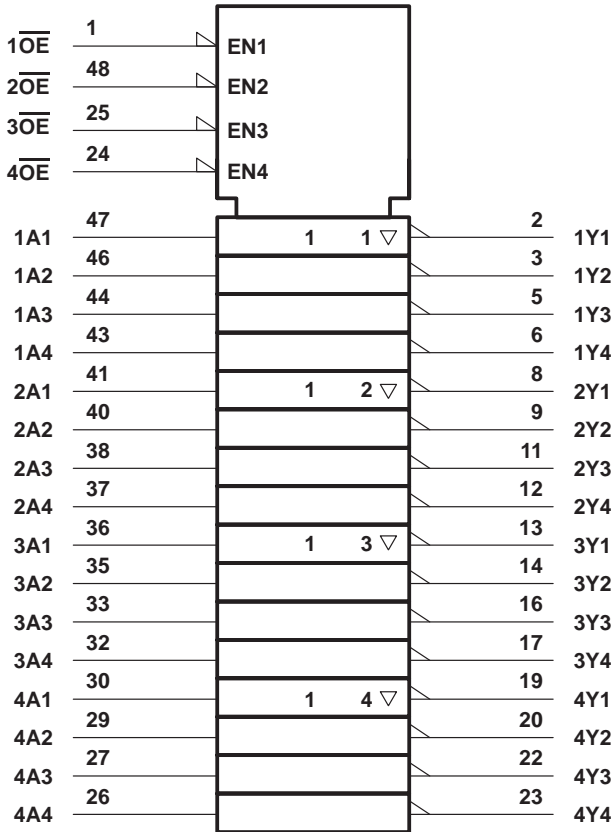 1O̅E̅ 1 EN1
2O̅E̅ 48 EN2
3O̅E̅ 25 EN3
4O̅E̅ 24 EN4
1A1 47 1 1 ▽ 2 1Y1
1A2 46 3 1Y2
1A3 44 5 1Y3
1A4 43 6 1Y4
2A1 41 1 2 ▽ 8 2Y1
2A2 40 9 2Y2
2A3 38 11 2Y3
2A4 37 12 2Y4
3A1 36 1 3 ▽ 13 3Y1
3A2 35 14 3Y2
3A3 33 16 3Y3
3A4 32 17 3Y4
4A1 30 1 4 ▽ 19 4Y1
4A2 29 20 4Y2
4A3 27 22 4Y3
4A4 26 23 4Y4